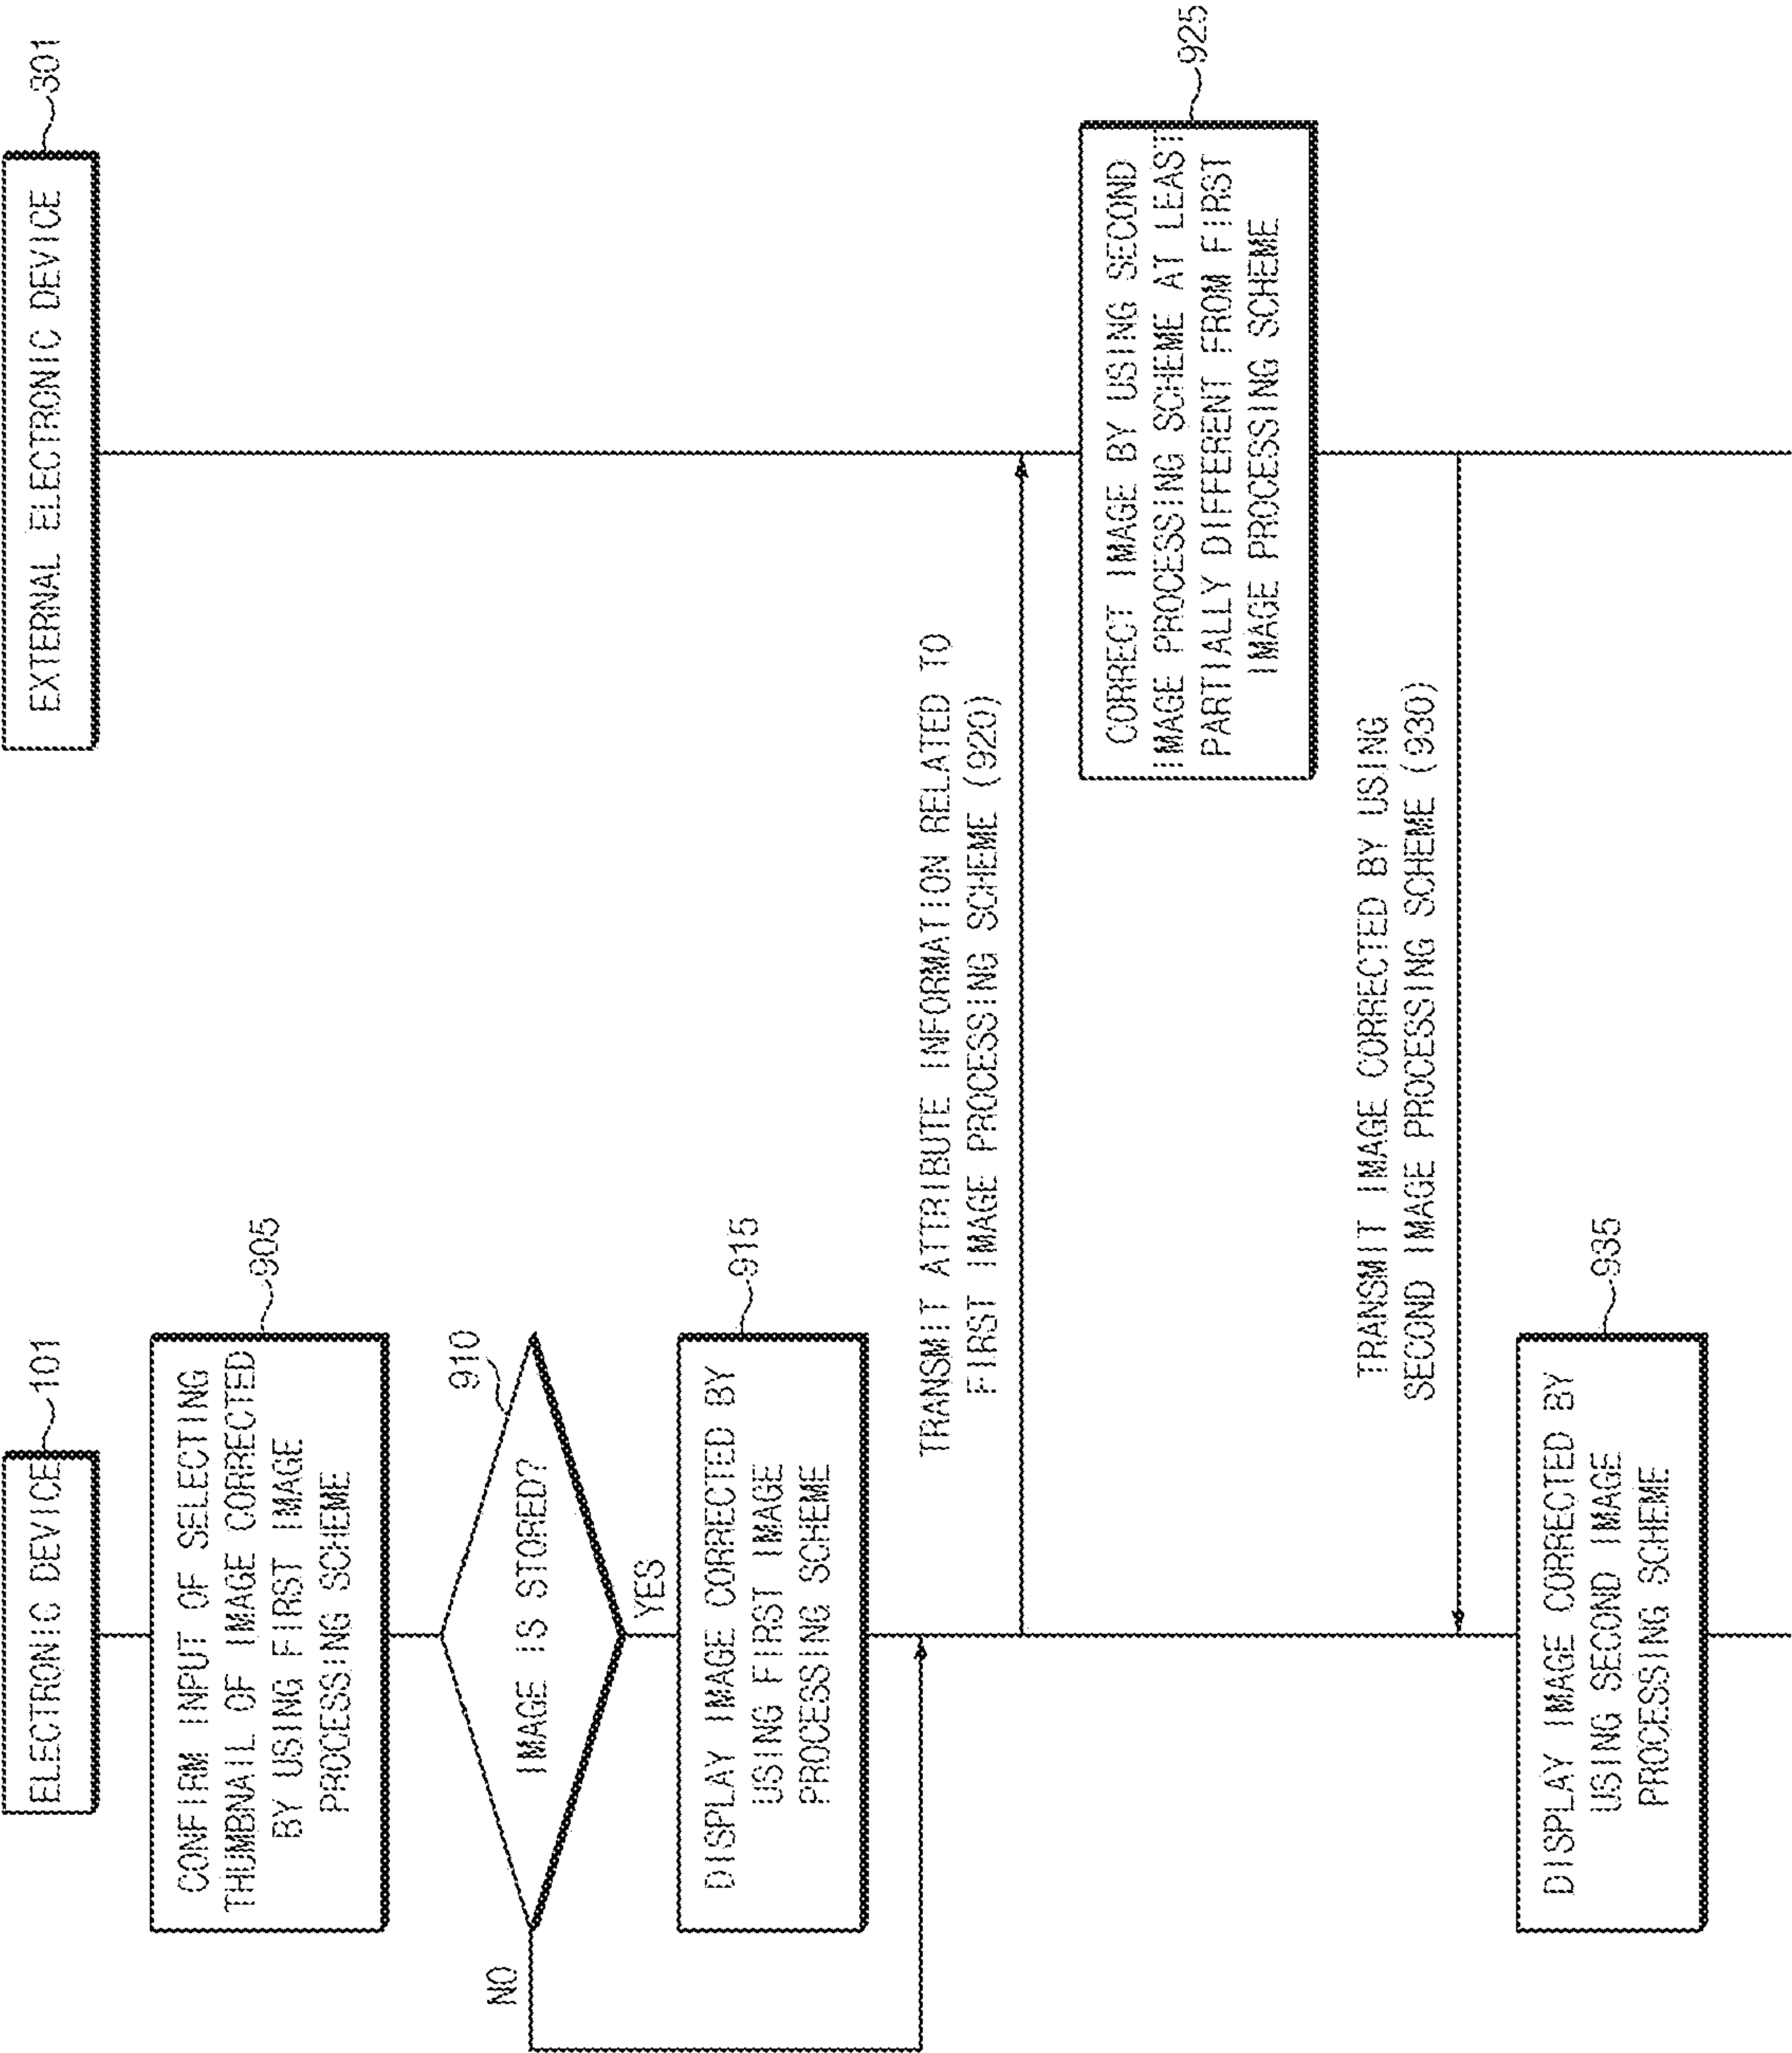 ELECTRONIC DEVICE
101
EXTERNAL ELECTRONIC DEVICE
301
CONFIRM INPUT OF SELECTING
THUMBNAIL OF IMAGE CORRECTED
BY USING FIRST IMAGE
PROCESSING SCHEME
905
910
IMAGE IS STORED?
NO
YES
DISPLAY IMAGE CORRECTED BY
USING FIRST IMAGE
PROCESSING SCHEME
915
TRANSMIT ATTRIBUTE INFORMATION RELATED TO
FIRST IMAGE PROCESSING SCHEME (920)
CORRECT IMAGE BY USING SECOND
IMAGE PROCESSING SCHEME AT LEAST
PARTIALLY DIFFERENT FROM FIRST
IMAGE PROCESSING SCHEME
925
TRANSMIT IMAGE CORRECTED BY USING
SECOND IMAGE PROCESSING SCHEME (930)
DISPLAY IMAGE CORRECTED BY
USING SECOND IMAGE
PROCESSING SCHEME
935